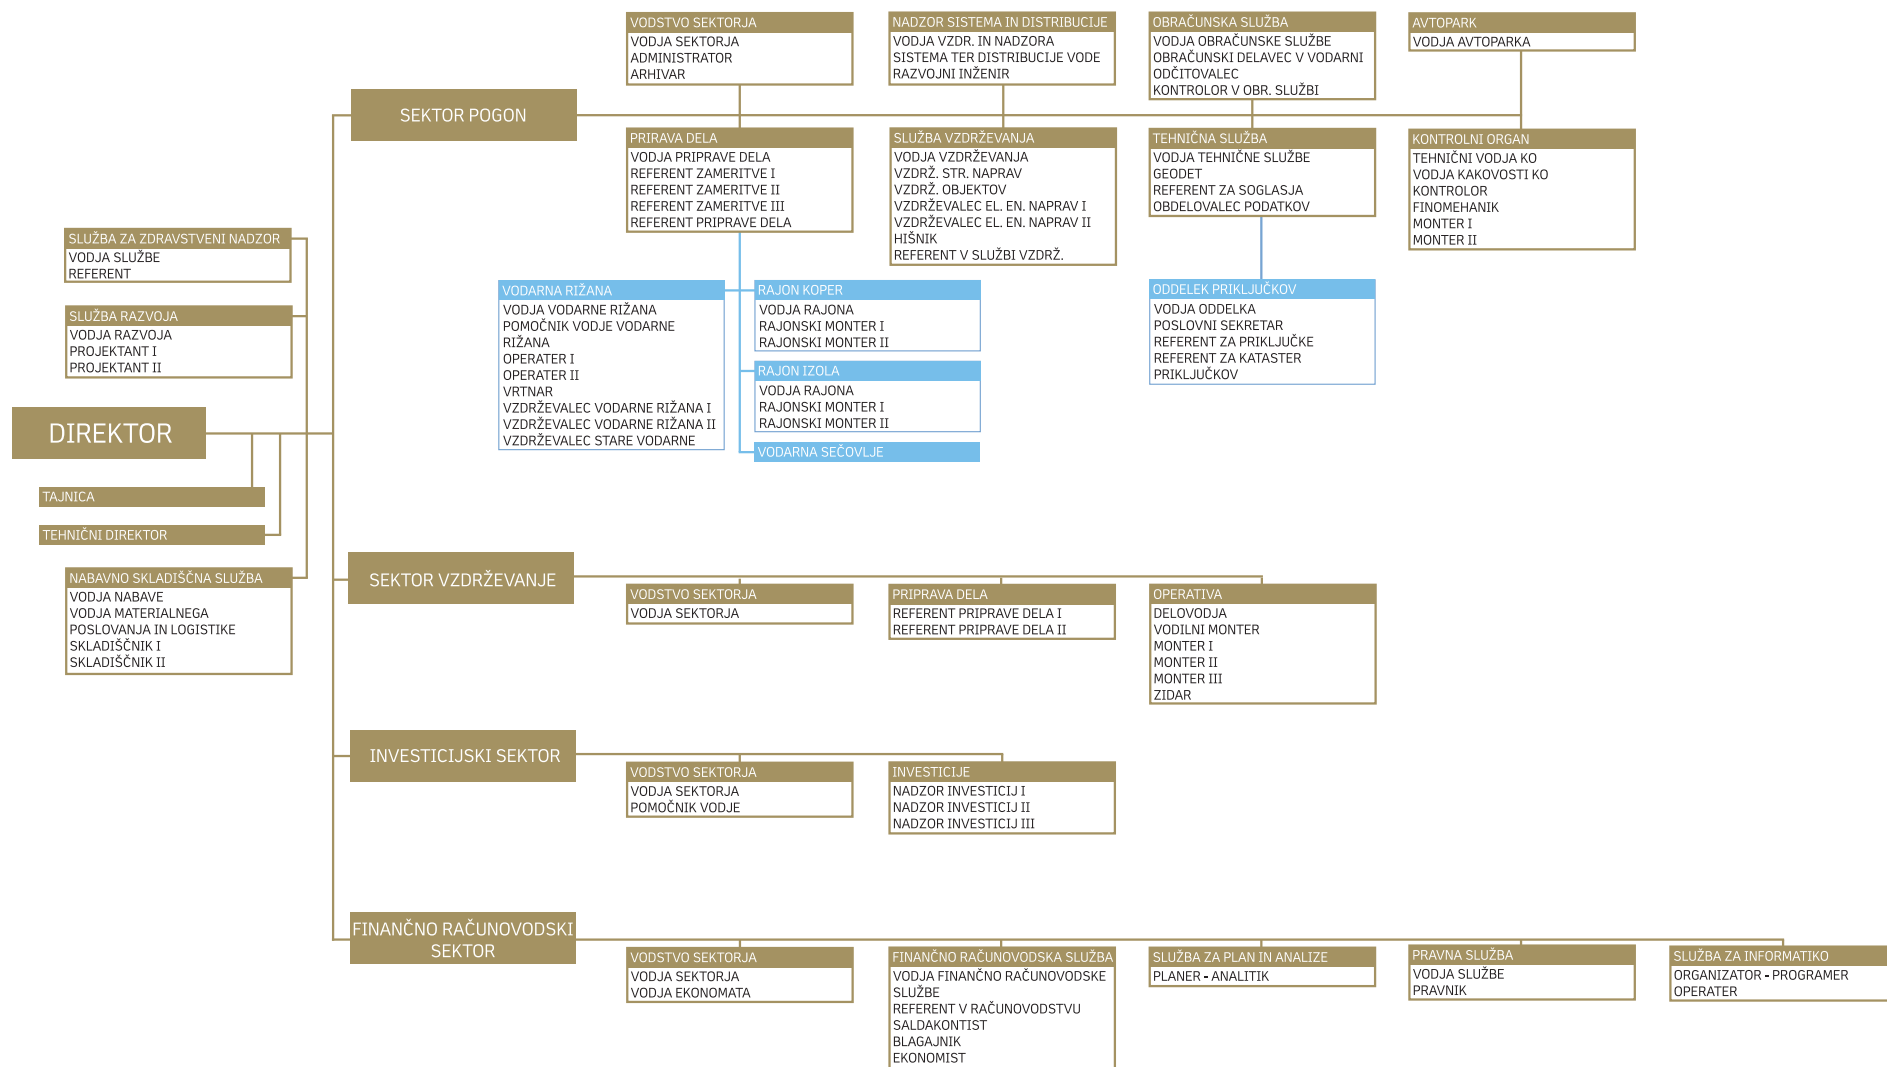 VODSTVO SEKTORJA
VODJA SEKTORJA
ADMINISTRATOR
ARHIVAR
NADZOR SISTEMA IN DISTRIBUCIJE
VODJA VZDR. IN NADZORA
SISTEMA TER DISTRIBUCIJE VODE
RAZVOJNI INŽENIR
OBRAČUNSKA SLUŽBA
VODJA OBRAČUNSKE SLUŽBE
OBRAČUNSKI DELAVEC V VODARNI
ODČITOVALEC
KONTROLOR V OBR. SLUŽBI
AVTOPARK
VODJA AVTOPARKA
SEKTOR POGON
PRIRAVA DELA
VODJA PRIPRAVE DELA
REFERENT ZAMERITVE I
REFERENT ZAMERITVE II
REFERENT ZAMERITVE III
REFERENT PRIPRAVE DELA
SLUŽBA VZDRŽEVANJA
VODJA VZDRŽEVANJA
VZDRŽ. STR. NAPRAV
VZDRŽ. OBJEKTOV
VZDRŽEVALEC EL. EN. NAPRAV I
VZDRŽEVALEC EL. EN. NAPRAV II
HIŠNIK
REFERENT V SLUŽBI VZDRŽ.
TEHNIČNA SLUŽBA
VODJA TEHNIČNE SLUŽBE
GEODET
REFERENT ZA SOGLASJA
OBDELOVALEC PODATKOV
KONTROLNI ORGAN
TEHNIČNI VODJA KO
VODJA KAKOVOSTI KO
KONTROLOR
FINOMEHANIK
MONTER I
MONTER II
SLUŽBA ZA ZDRAVSTVENI NADZOR
VODJA SLUŽBE
REFERENT
SLUŽBA RAZVOJA
VODJA RAZVOJA
PROJEKTANT I
PROJEKTANT II
VODARNA RIŽANA
VODJA VODARNE RIŽANA
POMOČNIK VODJE VODARNE
RIŽANA
OPERATER I
OPERATER II
VRTNAR
VZDRŽEVALEC VODARNE RIŽANA I
VZDRŽEVALEC VODARNE RIŽANA II
VZDRŽEVALEC STARE VODARNE
RAJON KOPER
VODJA RAJONA
RAJONSKI MONTER I
RAJONSKI MONTER II
RAJON IZOLA
VODJA RAJONA
RAJONSKI MONTER I
RAJONSKI MONTER II
VODARNA SEČOVLJE
ODDELEK PRIKLJUČKOV
VODJA ODDELKA
POSLOVNI SEKRETAR
REFERENT ZA PRIKLJUČKE
REFERENT ZA KATASTER
PRIKLJUČKOV
DIREKTOR
TAJNICA
TEHNIČNI DIREKTOR
NABAVNO SKLADIŠČNA SLUŽBA
VODJA NABAVE
VODJA MATERIALNEGA
POSLOVANJA IN LOGISTIKE
SKLADIŠČNIK I
SKLADIŠČNIK II
SEKTOR VZDRŽEVANJE
VODSTVO SEKTORJA
VODJA SEKTORJA
PRIPRAVA DELA
REFERENT PRIPRAVE DELA I
REFERENT PRIPRAVE DELA II
OPERATIVA
DELOVODJA
VODILNI MONTER
MONTER I
MONTER II
MONTER III
ZIDAR
INVESTICIJSKI SEKTOR
VODSTVO SEKTORJA
VODJA SEKTORJA
POMOČNIK VODJE
INVESTICIJE
NADZOR INVESTICIJ I
NADZOR INVESTICIJ II
NADZOR INVESTICIJ III
FINANČNO RAČUNOVODSKI
SEKTOR
VODSTVO SEKTORJA
VODJA SEKTORJA
VODJA EKONOMATA
FINANČNO RAČUNOVODSKA SLUŽBA
VODJA FINANČNO RAČUNOVODSKE
SLUŽBE
REFERENT V RAČUNOVODSTVU
SALDAKONTIST
BLAGAJNIK
EKONOMIST
SLUŽBA ZA PLAN IN ANALIZE
PLANER - ANALITIK
PRAVNA SLUŽBA
VODJA SLUŽBE
PRAVNIK
SLUŽBA ZA INFORMATIKO
ORGANIZATOR - PROGRAMER
OPERATER